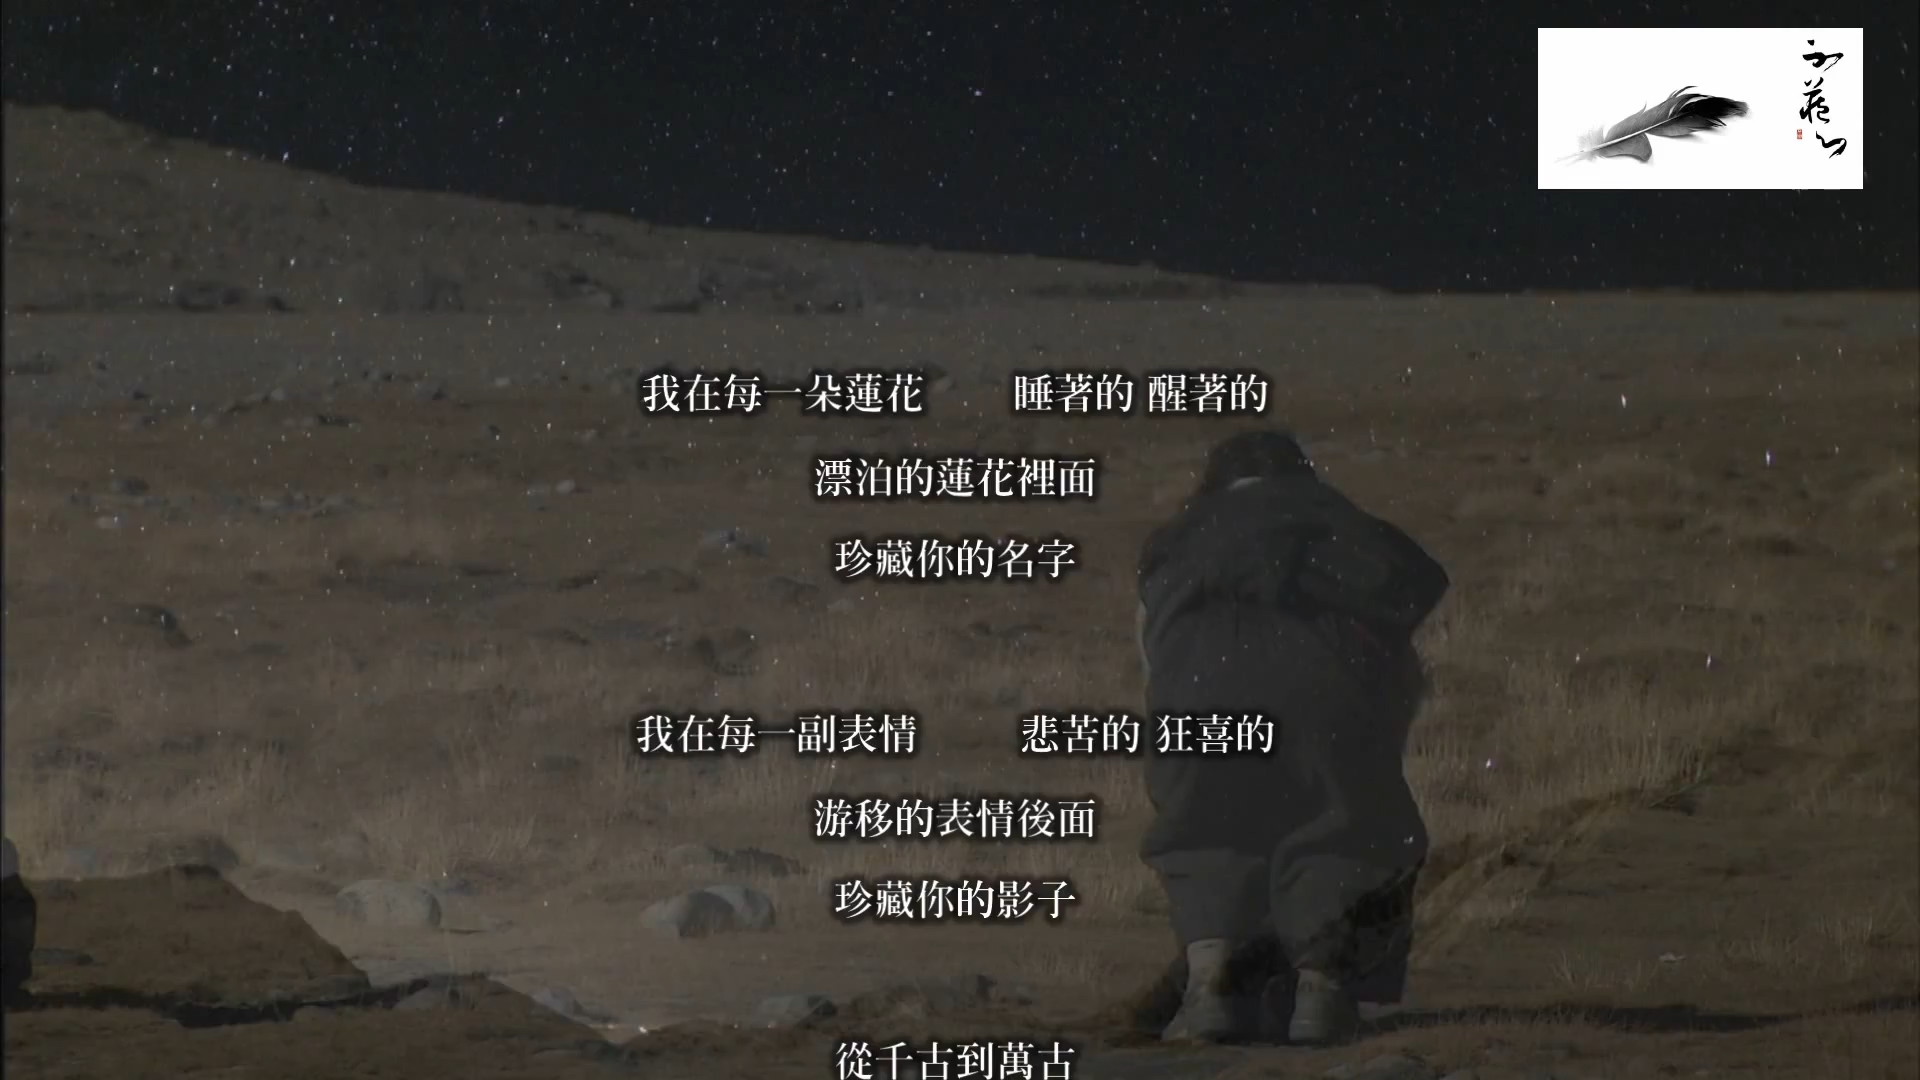 我在每一朵蓮花　　睡著的 醒著的
漂泊的蓮花裡面
珍藏你的名字
我在每一副表情　　悲苦的 狂喜的
游移的表情後面
珍藏你的影子
從千古到萬古